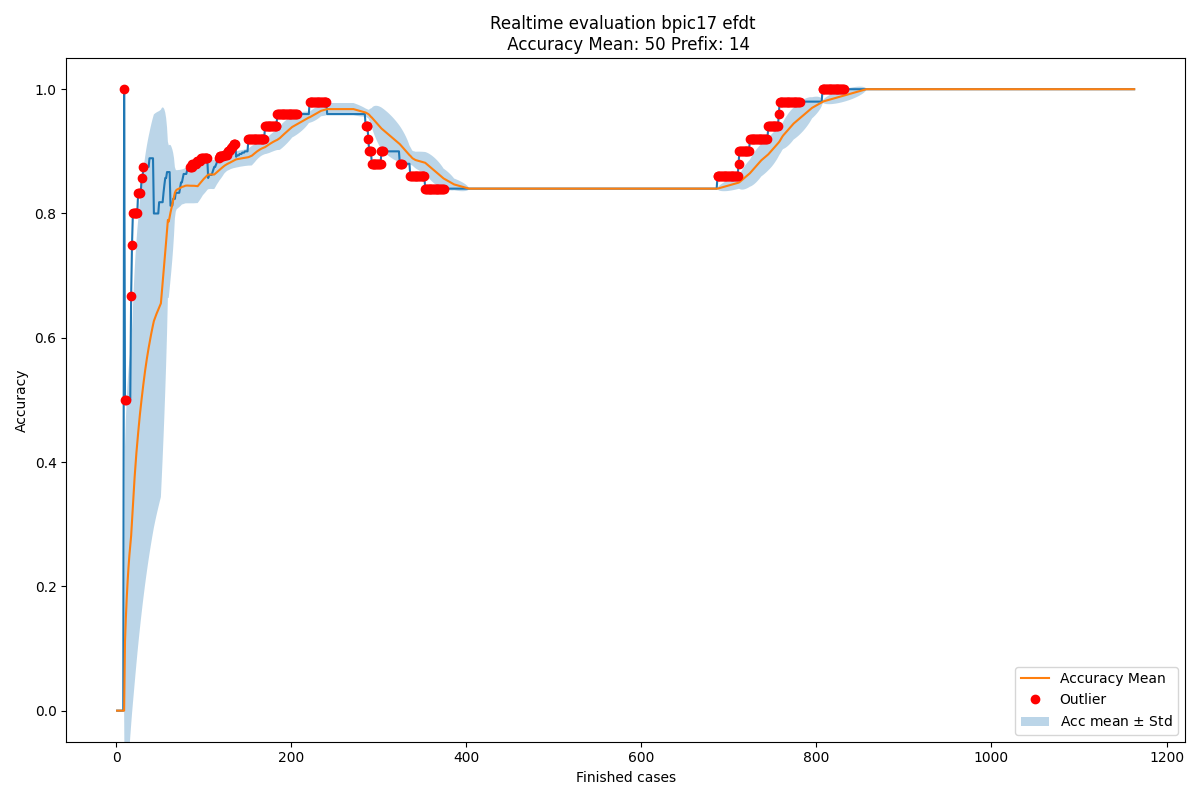 Realtime evaluation bpic17 efdt
Accuracy Mean: 50 Prefix: 14
1.0
0.8
0.6
0.4
0.2
0.0
Accuracy
0 200 400 600 800 1000 1200
Finished cases
Accuracy Mean
Outlier
Acc mean ± Std